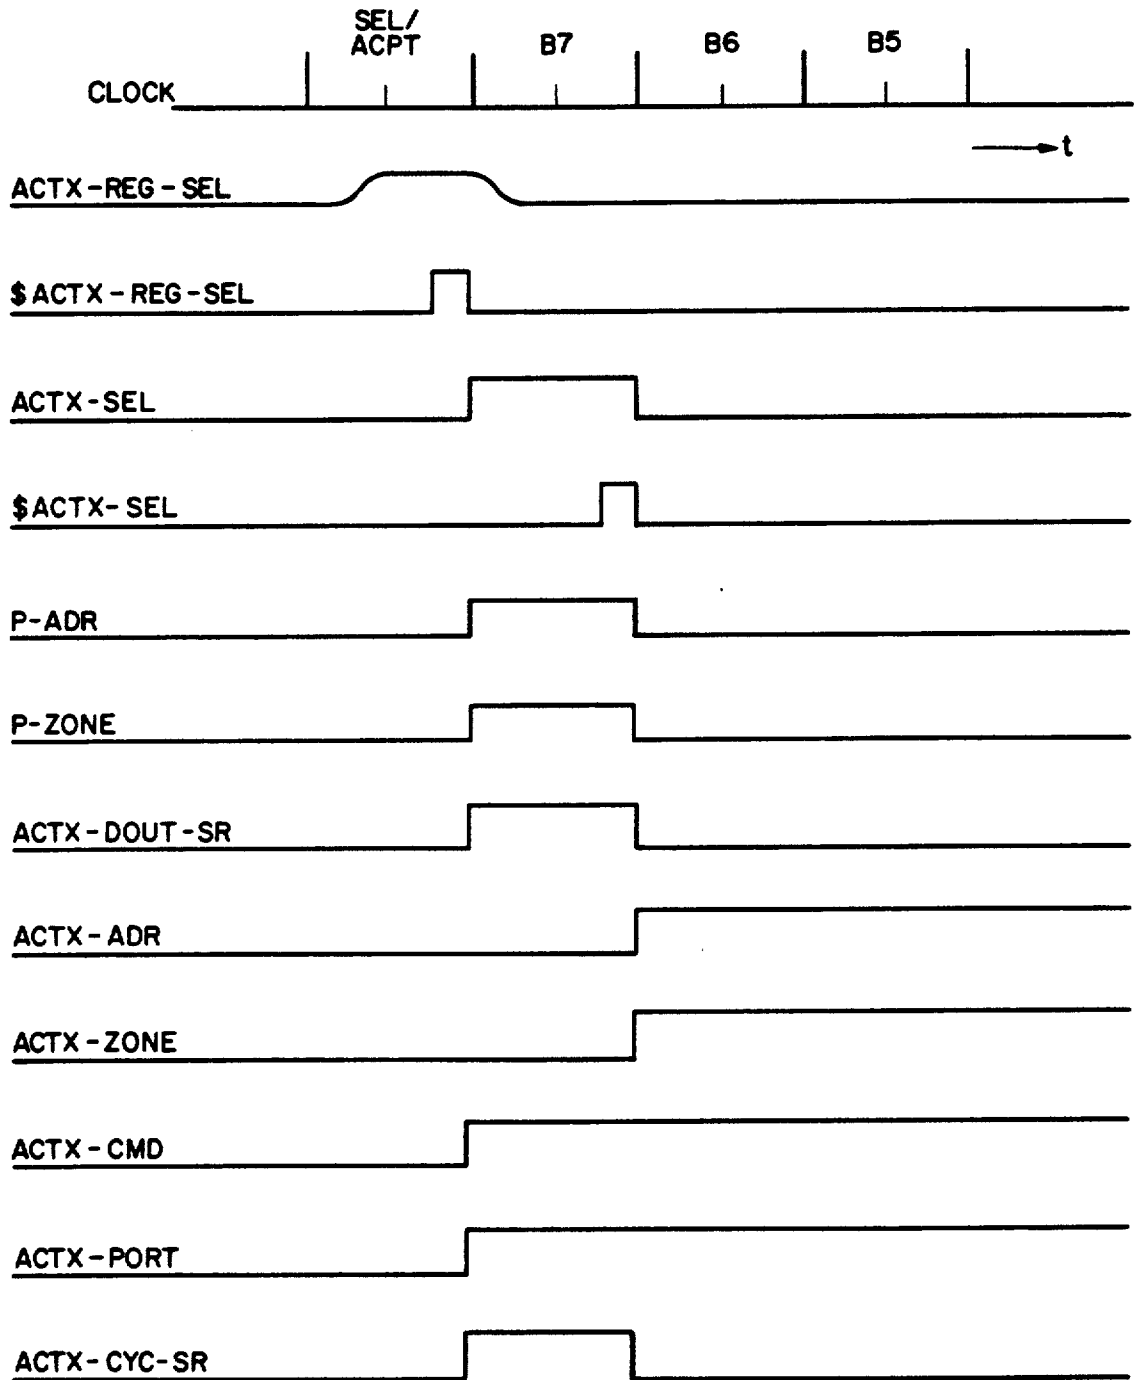 SEL/
ACPT
B7
B6
B5
CLOCK
t
ACTX-REG-SEL
$ACTX-REG-SEL
ACTX-SEL
$ACTX-SEL
P-ADR
P-ZONE
ACTX-DOUT-SR
ACTX-ADR
ACTX-ZONE
ACTX-CMD
ACTX-PORT
ACTX-CYC-SR